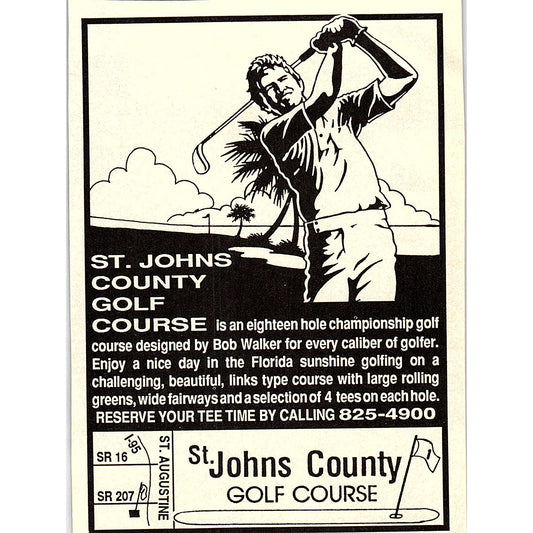 ST. JOHNS
COUNTY
GOLF
COURSE is an eighteen hole championship golf
course designed by Bob Walker for every caliber of golfer.
Enjoy a nice day in the Florida sunshine golfing on a
challenging, beautiful, links type course with large rolling
greens, wide fairways and a selection of 4 tees on each hole.
RESERVE YOUR TEE TIME BY CALLING 825-4900
I-95
SR 16
SR 207
ST. AUGUSTINE
St. Johns County
GOLF COURSE
1